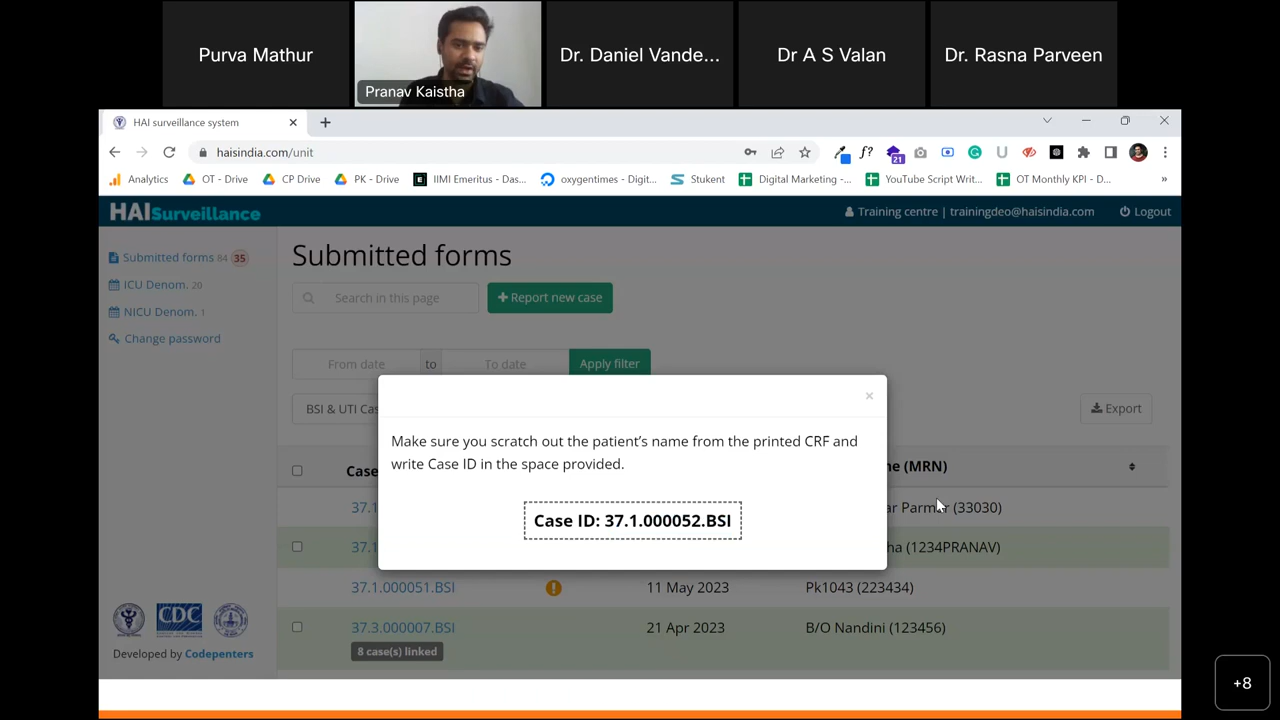 Purva Mathur
Pranav Kaistha
Dr. Daniel Vande...
Dr A S Valan
Dr. Rasna Parveen
HAI surveillance system
haisindia.com/unit
21
Analytics
OT - Drive
CP Drive
PK - Drive
IIMI Emeritus - Das...
oxygentimes - Digit...
Stukent
Digital Marketing -...
YouTube Script Writ...
OT Monthly KPI - D...
»
HAISurveillance
Training centre | trainingdeo@haisindia.com
Logout
Submitted forms 84 35
ICU Denom. 20
NICU Denom. 1
Change password
Submitted forms
Search in this page
+ Report new case
From date
to
To date
Apply filter
BSI & UTI Cas
Export
×
Make sure you scratch out the patient's name from the printed CRF and
write Case ID in the space provided.
Case ID: 37.1.000052.BSI
Case
ne (MRN)
37.1
ar Parmar (33030)
37.1
ha (1234PRANAV)
37.1.000051.BSI
11 May 2023
Pk1043 (223434)
37.3.000007.BSI
21 Apr 2023
B/O Nandini (123456)
8 case(s) linked
CDC
Developed by Codepenters
+8